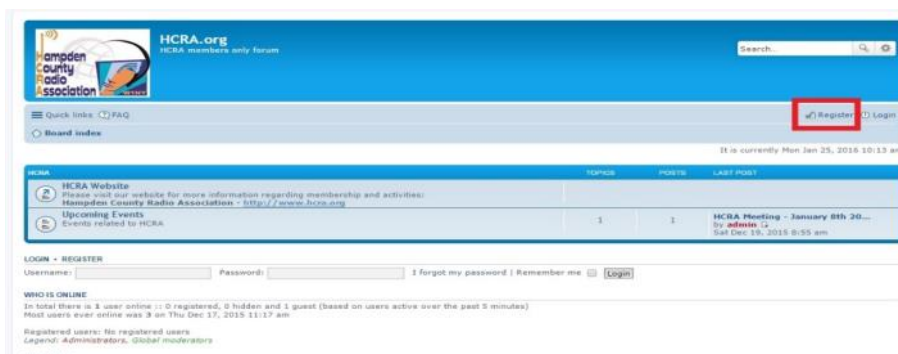 Hampden
County
Radio
Association
HCRA.org
HCRA members only forum
Search...
Quick links FAQ
Register Login
Board index
It is currently Mon Jan 25, 2016 10:13 am
HCRA TOPICS POSTS LAST POST
HCRA Website
Please visit our website for more information regarding membership and activities:
Hampden County Radio Association - http://www.hcra.org
Upcoming Events 1 1 HCRA Meeting - January 8th 20...
Events related to HCRA by admin
Sat Dec 19, 2015 8:55 am
LOGIN • REGISTER
Username: Password: I forgot my password | Remember me Login
WHO IS ONLINE
In total there is 1 user online :: 0 registered, 0 hidden and 1 guest (based on users active over the past 5 minutes)
Most users ever online was 3 on Thu Dec 17, 2015 11:17 am
Registered users: No registered users
Legend: Administrators, Global moderators